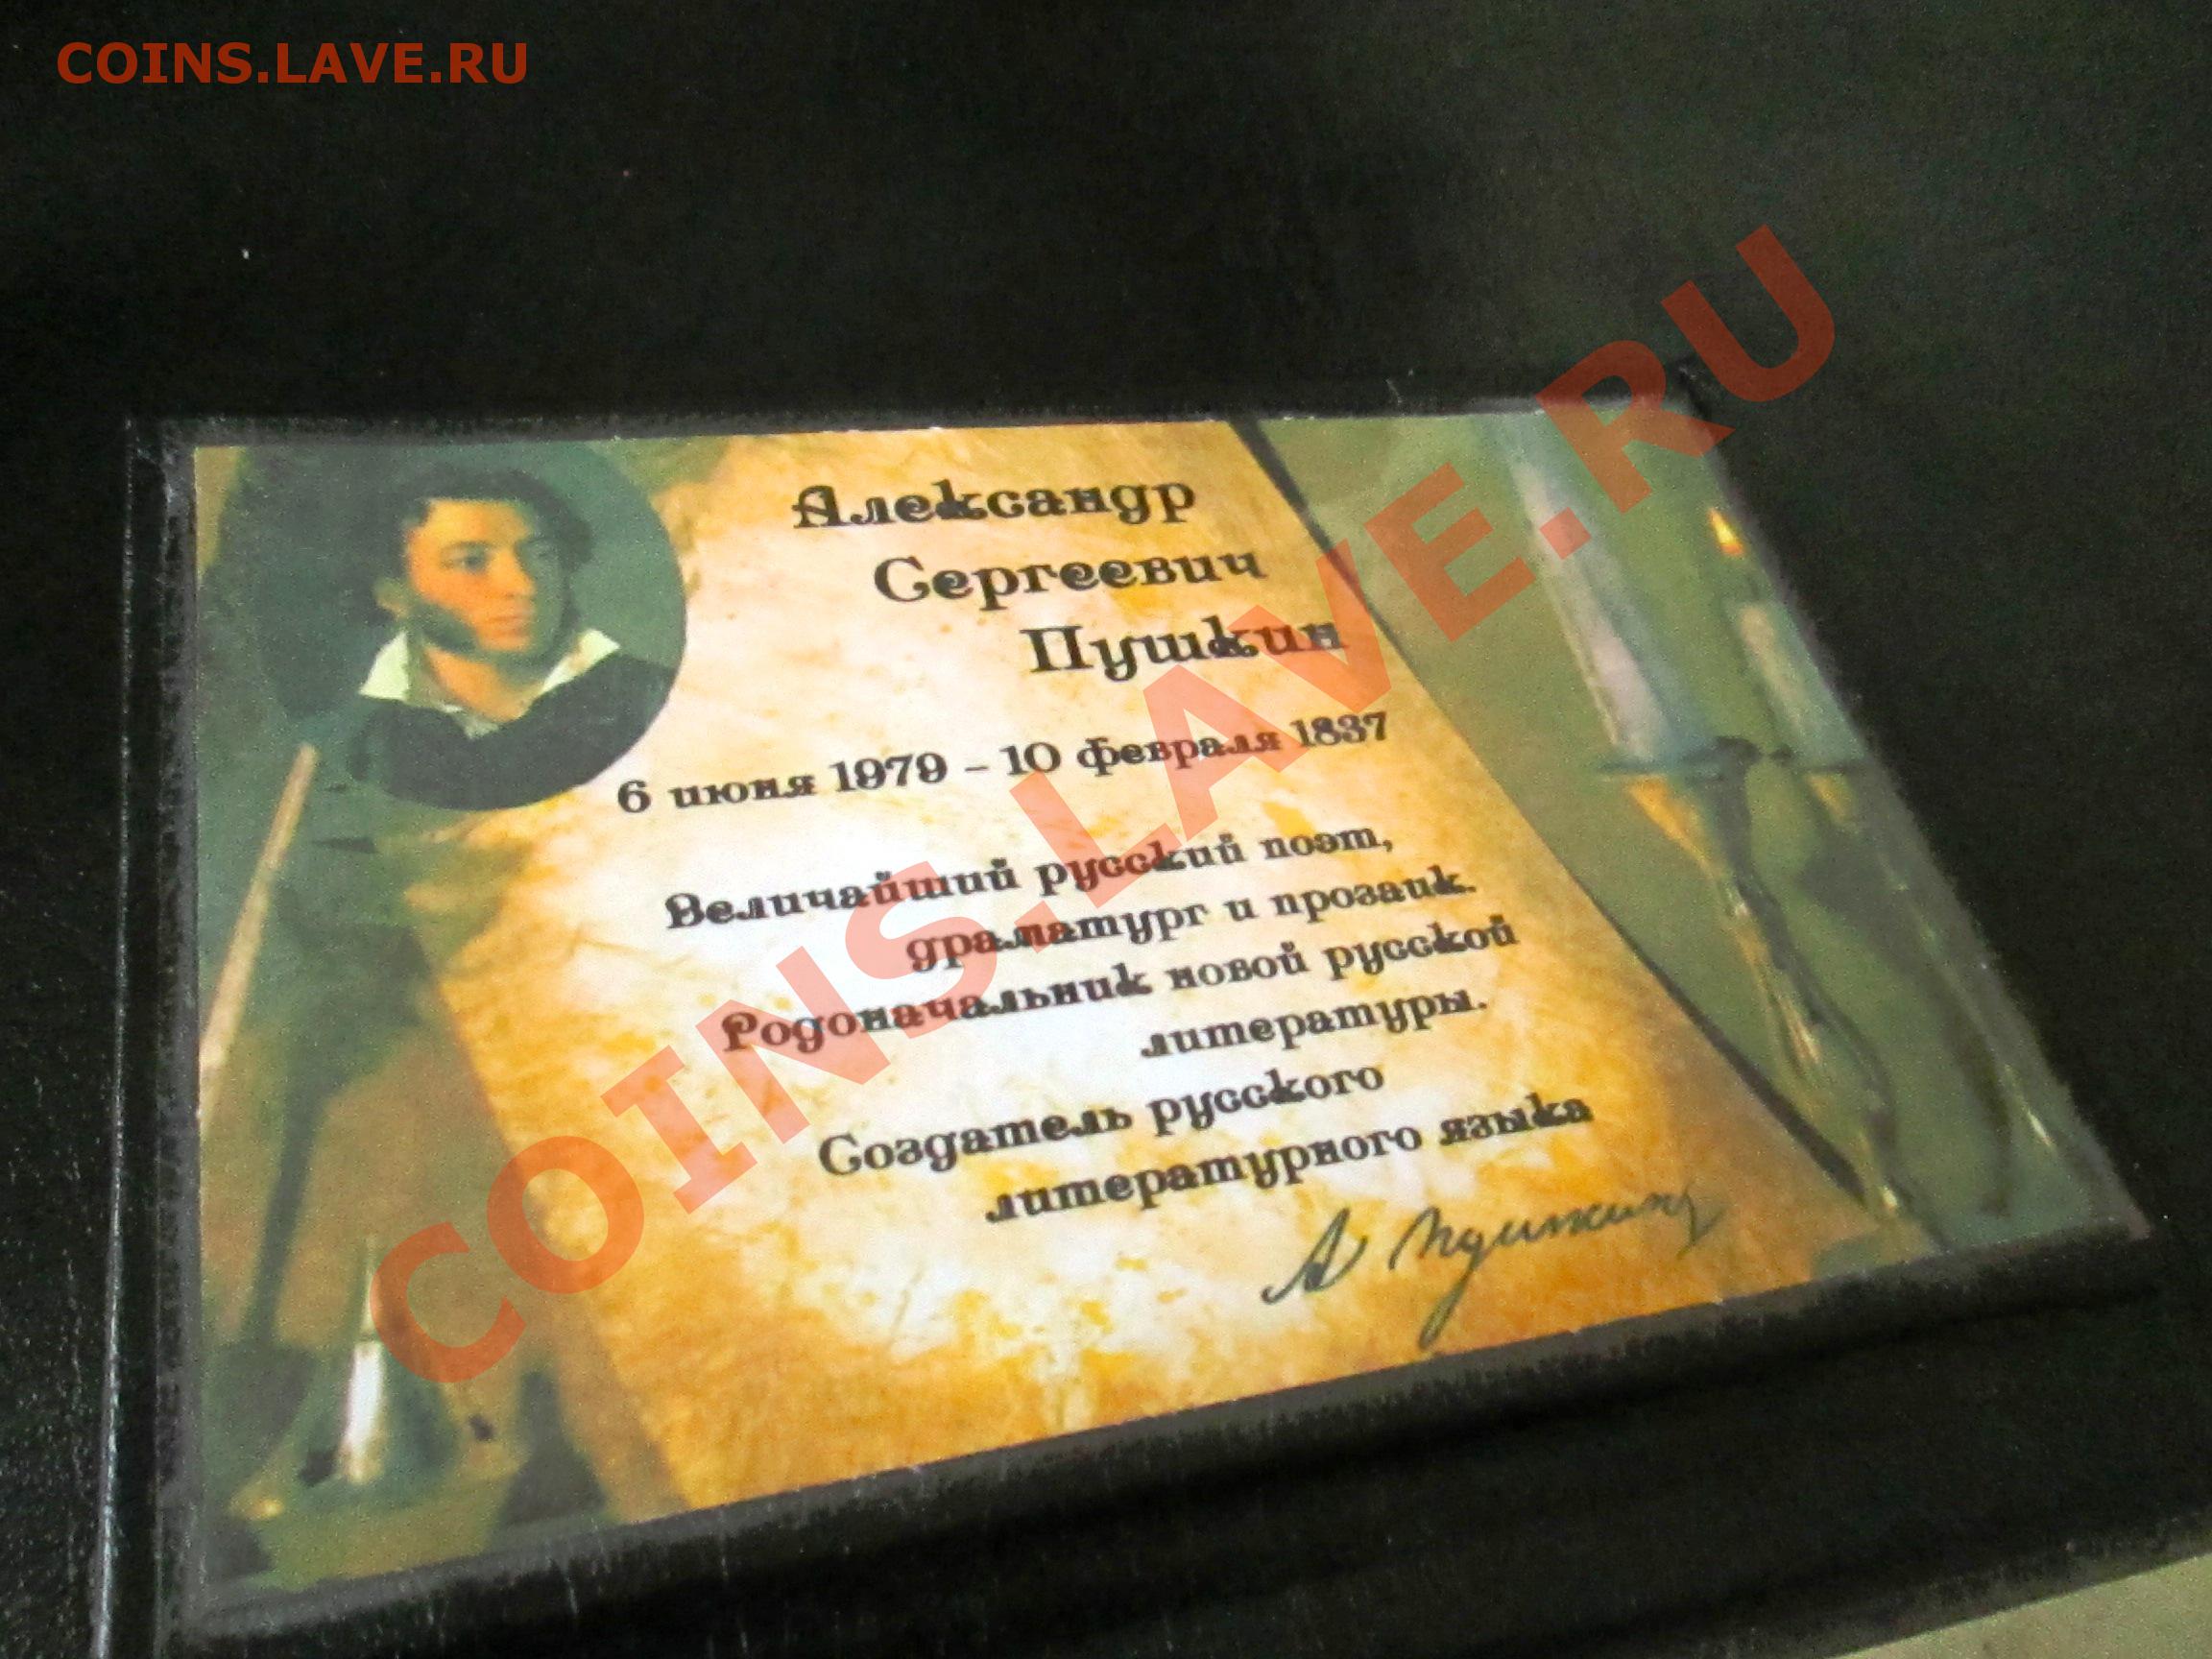 COINS.LAVE.RU
Александр
Сергеевич
Пушкин
6 июня 1979 – 10 февраля 1837
Величайший русский поэт,
драматург и прозаик.
Родоначальник новой русской
литературы.
Создатель русского
литературного языка
А Пушкинъ
COINS.LAVE.RU